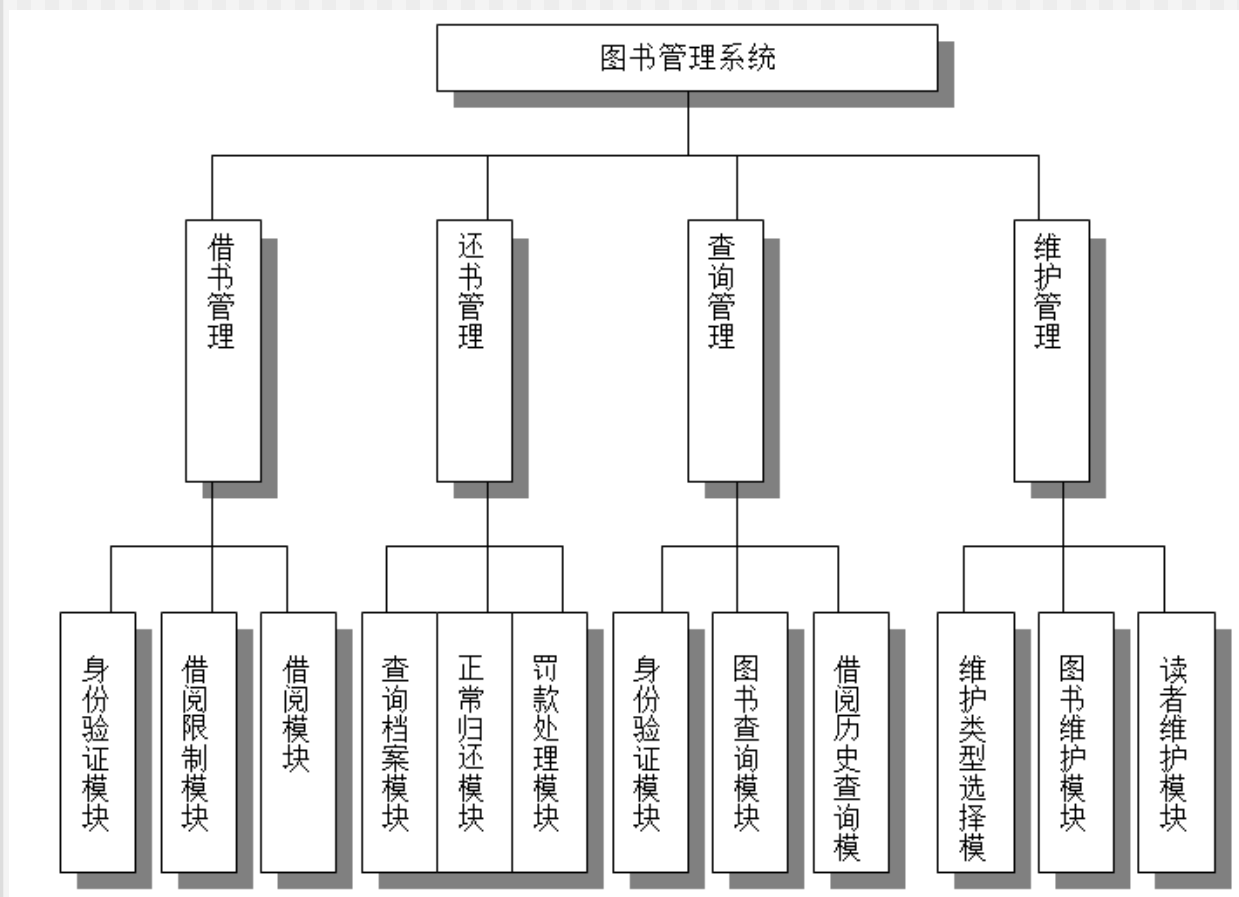 图书管理系统
借书管理
还书管理
查询管理
维护管理
身份验证模块
借阅限制模块
借阅模块
查询档案模块
正常归还模块
罚款处理模块
身份验证模块
图书查询模块
借阅历史查询模
维护类型选择模
图书维护模块
读者维护模块